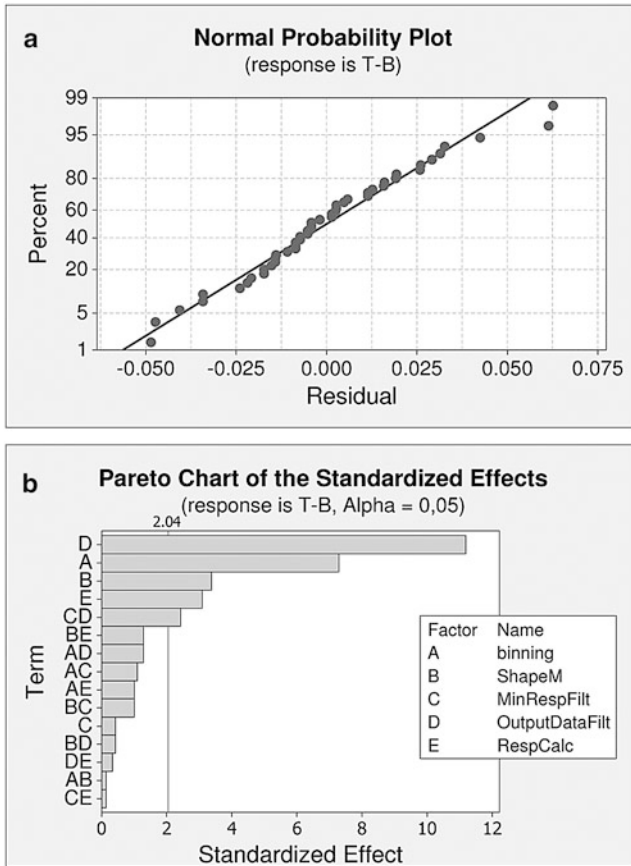 a
Normal Probability Plot
(response is T-B)
99
95
80
60
40
20
5
1
Percent
-0.050 -0.025 0.000 0.025 0.050 0.075
Residual
b
Pareto Chart of the Standardized Effects
(response is T-B, Alpha = 0,05)
2.04
D
A
B
E
CD
BE
AD
AC
AE
BC
C
BD
DE
AB
CE
Term
Factor Name
A binning
B ShapeM
C MinRespFilt
D OutputDataFilt
E RespCalc
0 2 4 6 8 10 12
Standardized Effect